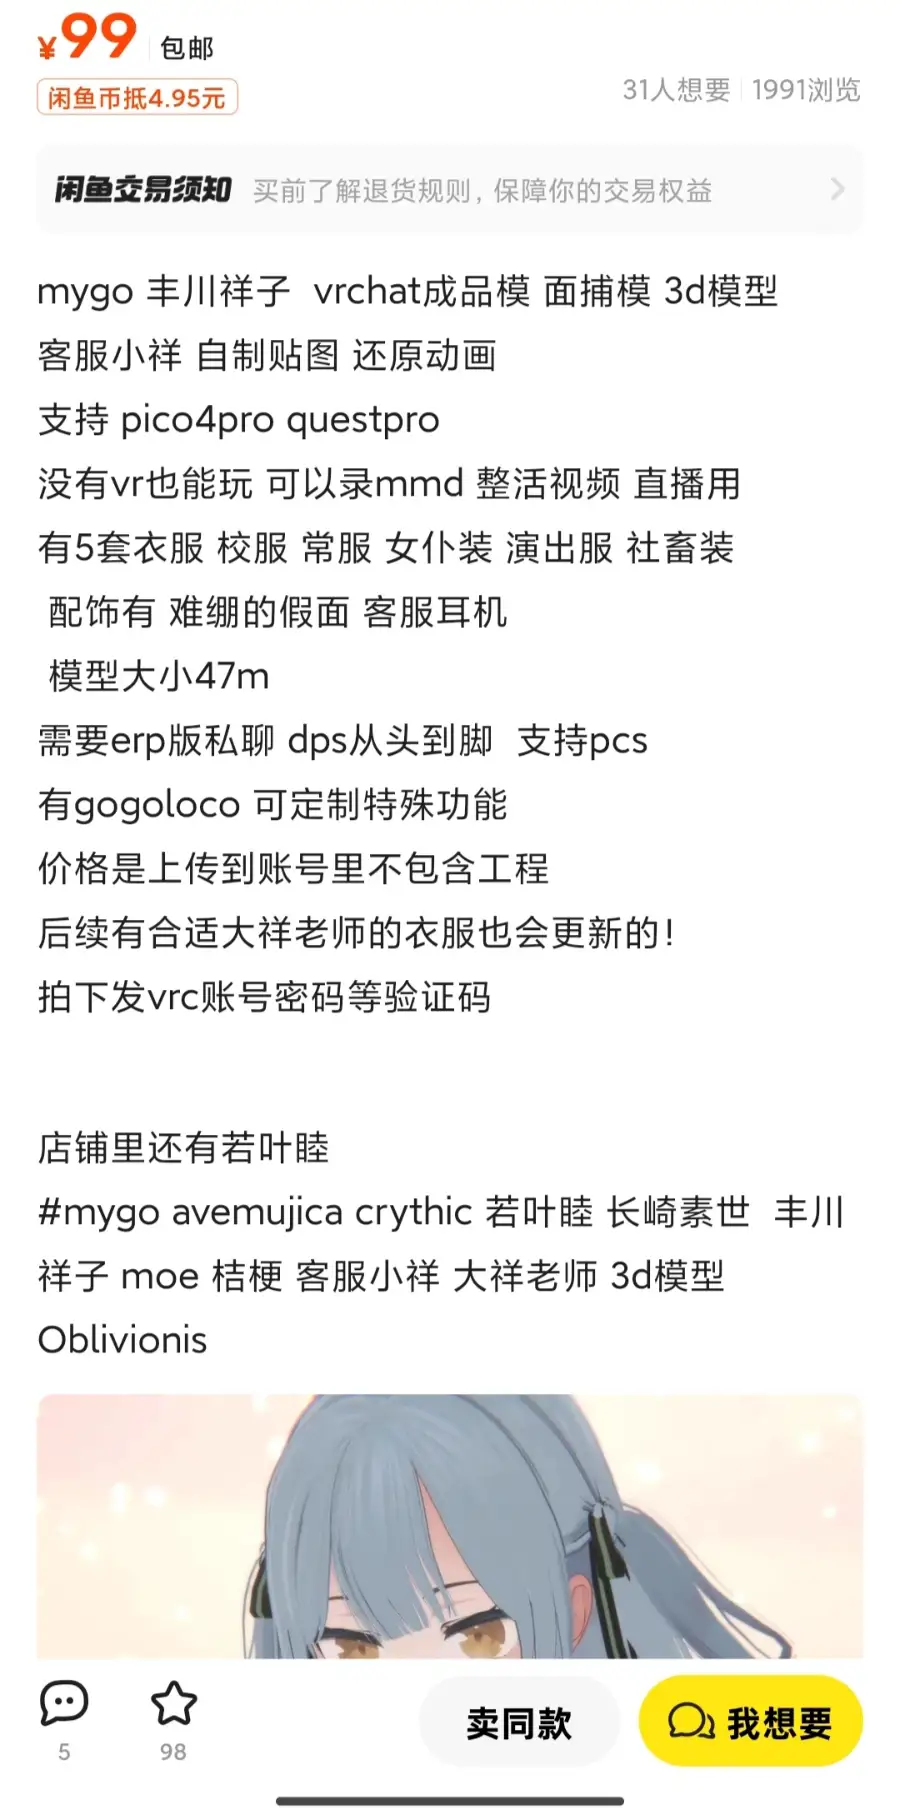 ¥99 包邮
闲鱼币抵4.95元
31人想要 1991浏览
闲鱼交易须知 买前了解退货规则,保障你的交易权益
mygo 丰川祥子 vrchat成品模 面捕模 3d模型
客服小祥 自制贴图 还原动画
支持 pico4pro questpro
没有vr也能玩 可以录mmd 整活视频 直播用
有5套衣服 校服 常服 女仆装 演出服 社畜装
配饰有 难绷的假面 客服耳机
模型大小47m
需要erp版私聊 dps从头到脚 支持pcs
有gogoloco 可定制特殊功能
价格是上传到账号里不包含工程
后续有合适大祥老师的衣服也会更新的!
拍下发vrc账号密码等验证码
店铺里还有若叶睦
#mygo avemujica crythic 若叶睦 长崎素世 丰川
祥子 moe 桔梗 客服小祥 大祥老师 3d模型
Oblivionis
5
98
卖同款
我想要